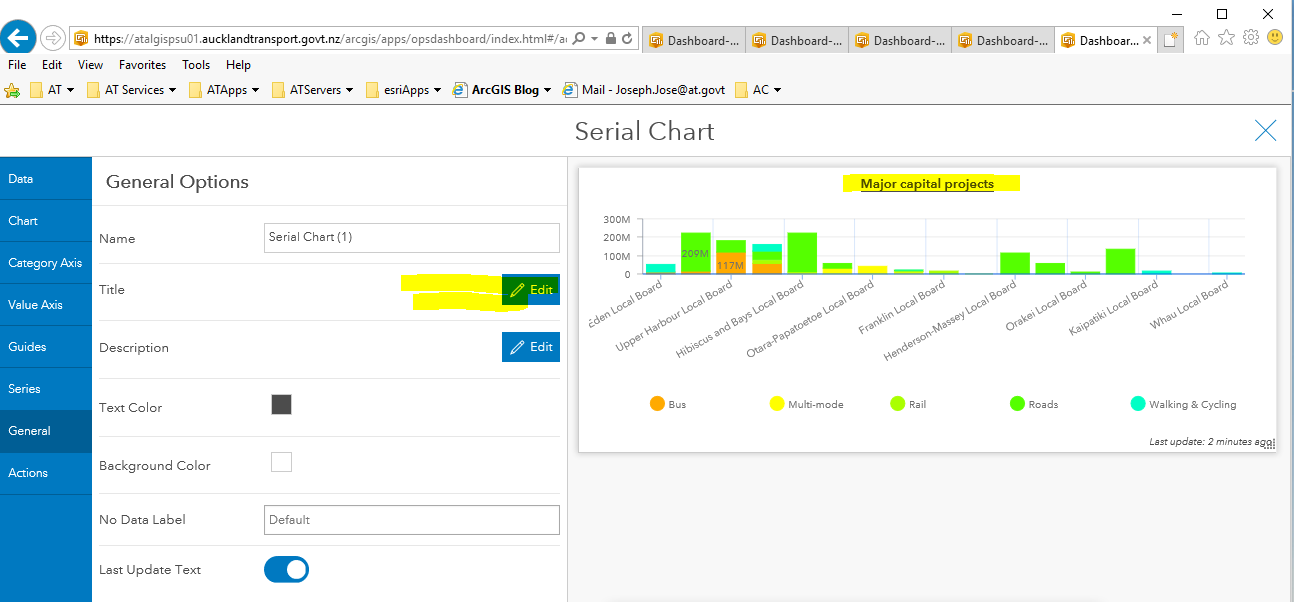 https://atalgispsu01.aucklandtransport.govt.nz/arcgis/apps/opsdashboard/index.html#/a
Dashboard-...
Dashboard-...
Dashboard-...
Dashboard-...
Dashboar...
File Edit View Favorites Tools Help
AT AT Services ATApps ATServers esriApps ArcGIS Blog Mail - Joseph.Jose@at.govt AC
Serial Chart
Data
Chart
Category Axis
Value Axis
Guides
Series
General
Actions
General Options
Name Serial Chart (1)
Title Edit
Description Edit
Text Color
Background Color
No Data Label Default
Last Update Text
Major capital projects
300M
200M
100M
0
209M
117M
Eden Local Board
Upper Harbour Local Board
Hibiscus and Bays Local Board
Otara-Papatoetoe Local Board
Franklin Local Board
Henderson-Massey Local Board
Orakei Local Board
Kaipatiki Local Board
Whau Local Board
Bus Multi-mode Rail Roads Walking & Cycling
Last update: 2 minutes ago